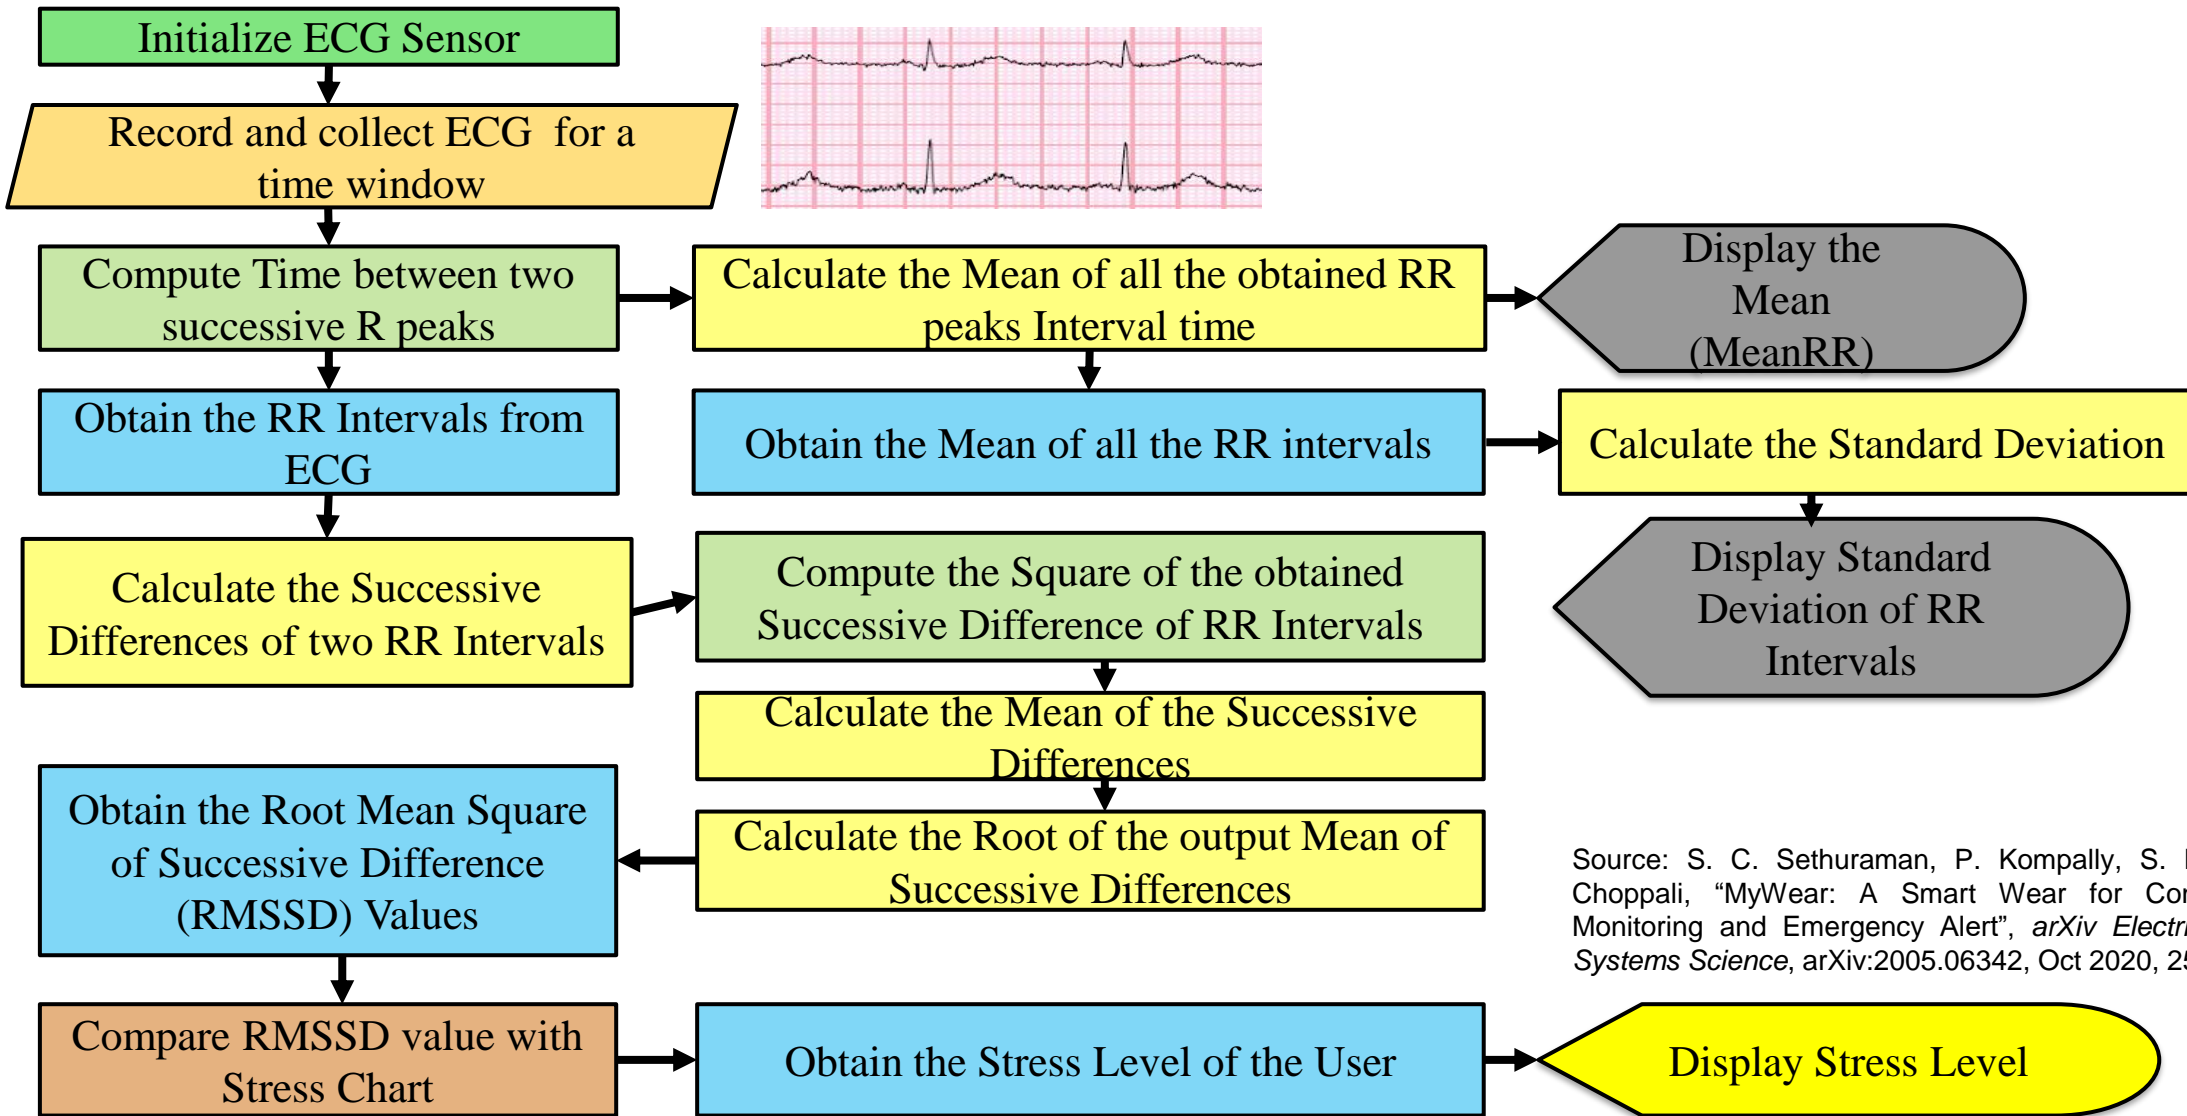 Initialize ECG Sensor
Record and collect ECG for a
time window
Compute Time between two
successive R peaks
Calculate the Mean of all the obtained RR
peaks Interval time
Display the
Mean
(MeanRR)
Obtain the RR Intervals from
ECG
Obtain the Mean of all the RR intervals
Calculate the Standard Deviation
Calculate the Successive
Differences of two RR Intervals
Compute the Square of the obtained
Successive Difference of RR Intervals
Display Standard
Deviation of RR
Intervals
Calculate the Mean of the Successive
Differences
Obtain the Root Mean Square
of Successive Difference
(RMSSD) Values
Calculate the Root of the output Mean of
Successive Differences
Source: S. C. Sethuraman, P. Kompally, S. 
Choppali, “MyWear: A Smart Wear for
Monitoring and Emergency Alert”, arXiv
Systems Science, arXiv:2005.06342, Oct 2020,
Compare RMSSD value with
Stress Chart
Obtain the Stress Level of the User
Display Stress Level